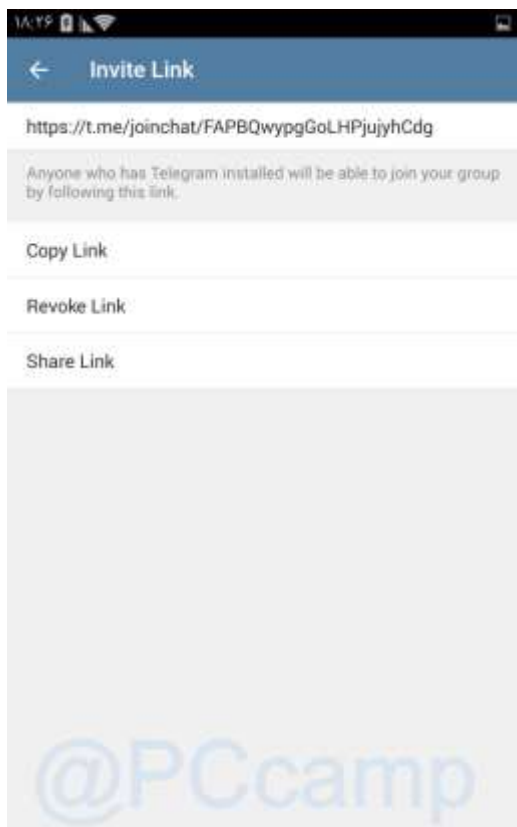 ۱۸:۲۶
Invite Link
https://t.me/joinchat/FAPBQwypgGoLHPjujyhCdg
Anyone who has Telegram installed will be able to join your group
by following this link.
Copy Link
Revoke Link
Share Link
@PCcamp